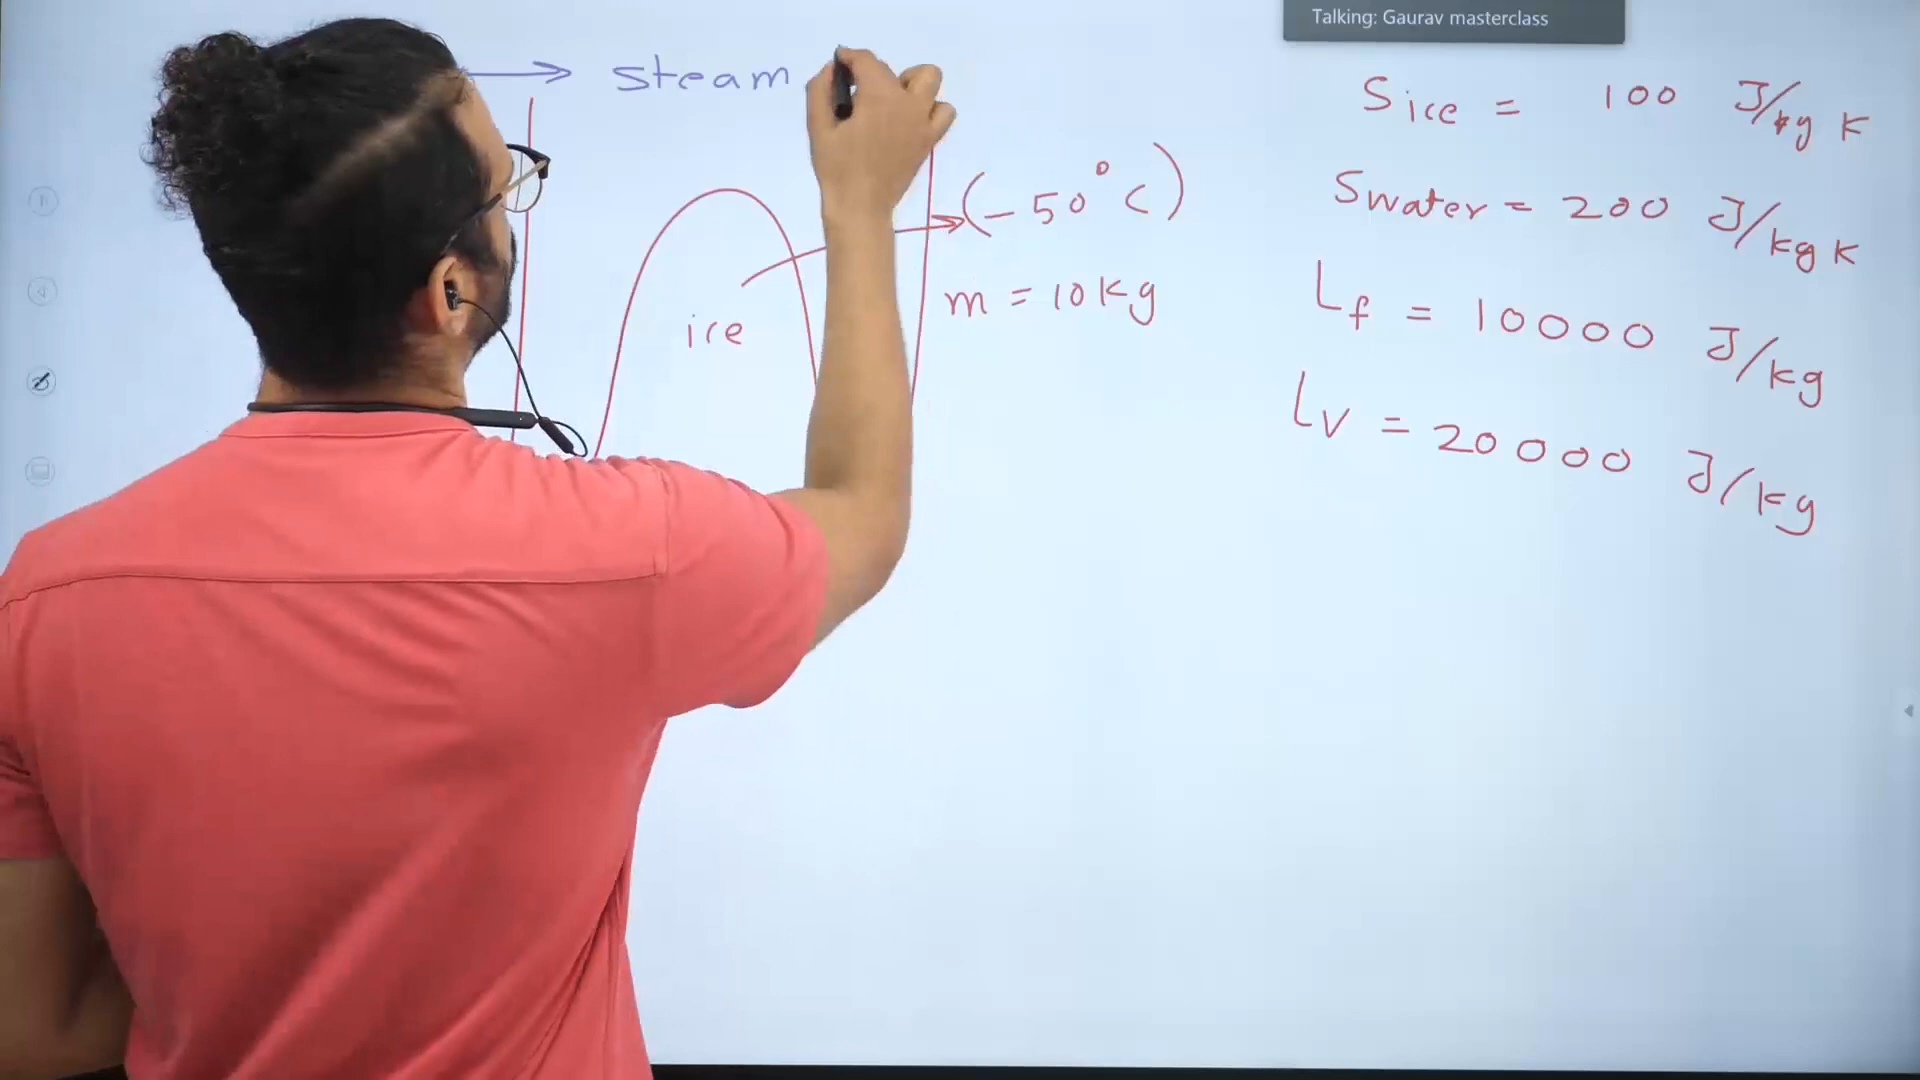 Talking: Gaurav masterclass
→ steam
(-50°C)
m = 10kg
ice
Sice = 100 J/kg K
Swater = 200 J/kg K
Lf = 10000 J/kg
Lv = 20000 J/kg